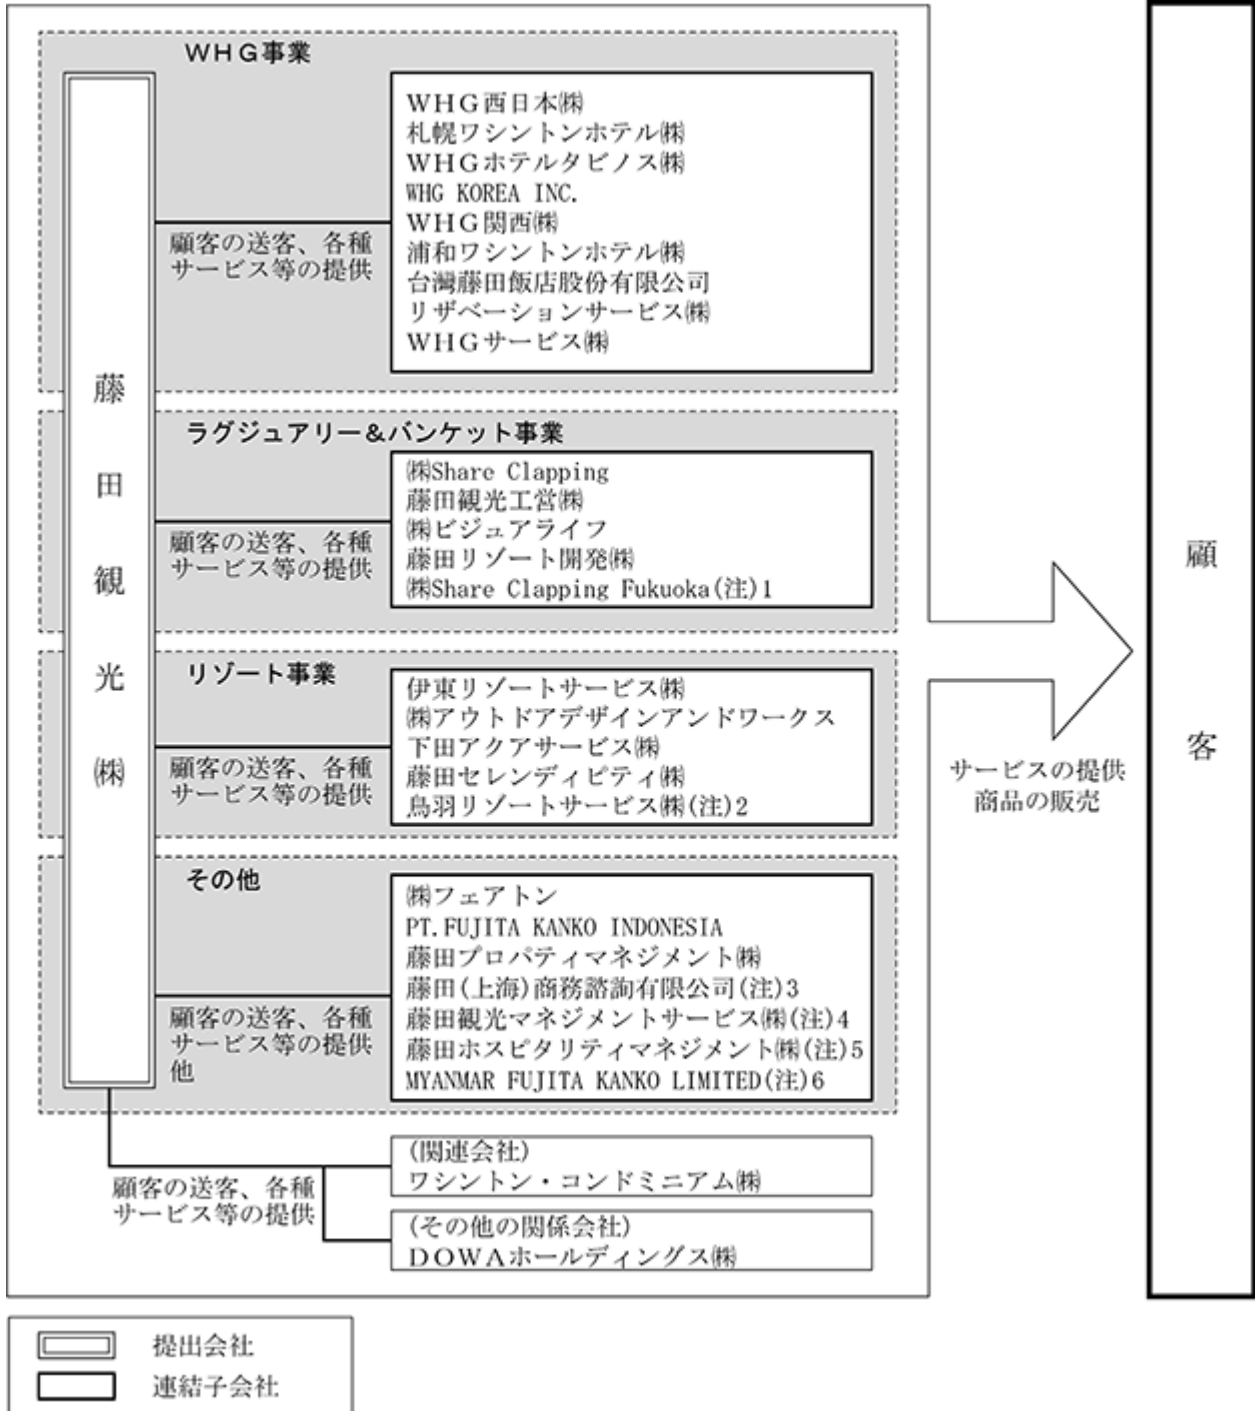 ＷＨＧ事業
ＷＨＧ西日本㈱
札幌ワシントンホテル㈱
ＷＨＧホテルタビノス㈱
WHG KOREA INC.
ＷＨＧ関西㈱
浦和ワシントンホテル㈱
台灣藤田飯店股份有限公司
リザベーションサービス㈱
ＷＨＧサービス㈱
顧客の送客、各種
サービス等の提供
藤田観光㈱
ラグジュアリー＆バンケット事業
㈱Share Clapping
藤田観光工営㈱
㈱ビジュアライフ
藤田リゾート開発㈱
㈱Share Clapping Fukuoka(注)1
顧客の送客、各種
サービス等の提供
リゾート事業
伊東リゾートサービス㈱
㈱アウトドアデザインアンドワークス
下田アクアサービス㈱
藤田セレンディピティ㈱
鳥羽リゾートサービス㈱(注)2
顧客の送客、各種
サービス等の提供
その他
㈱フェアトン
PT.FUJITA KANKO INDONESIA
藤田プロパティマネジメント㈱
藤田(上海)商務諮詢有限公司(注)3
藤田観光マネジメントサービス㈱(注)4
藤田ホスピタリティマネジメント㈱(注)5
MYANMAR FUJITA KANKO LIMITED(注)6
顧客の送客、各種
サービス等の提供
他
(関連会社)
ワシントン・コンドミニアム㈱
(その他の関係会社)
ＤＯＷＡホールディングス㈱
顧客の送客、各種
サービス等の提供
サービスの提供
商品の販売
顧客
提出会社
連結子会社